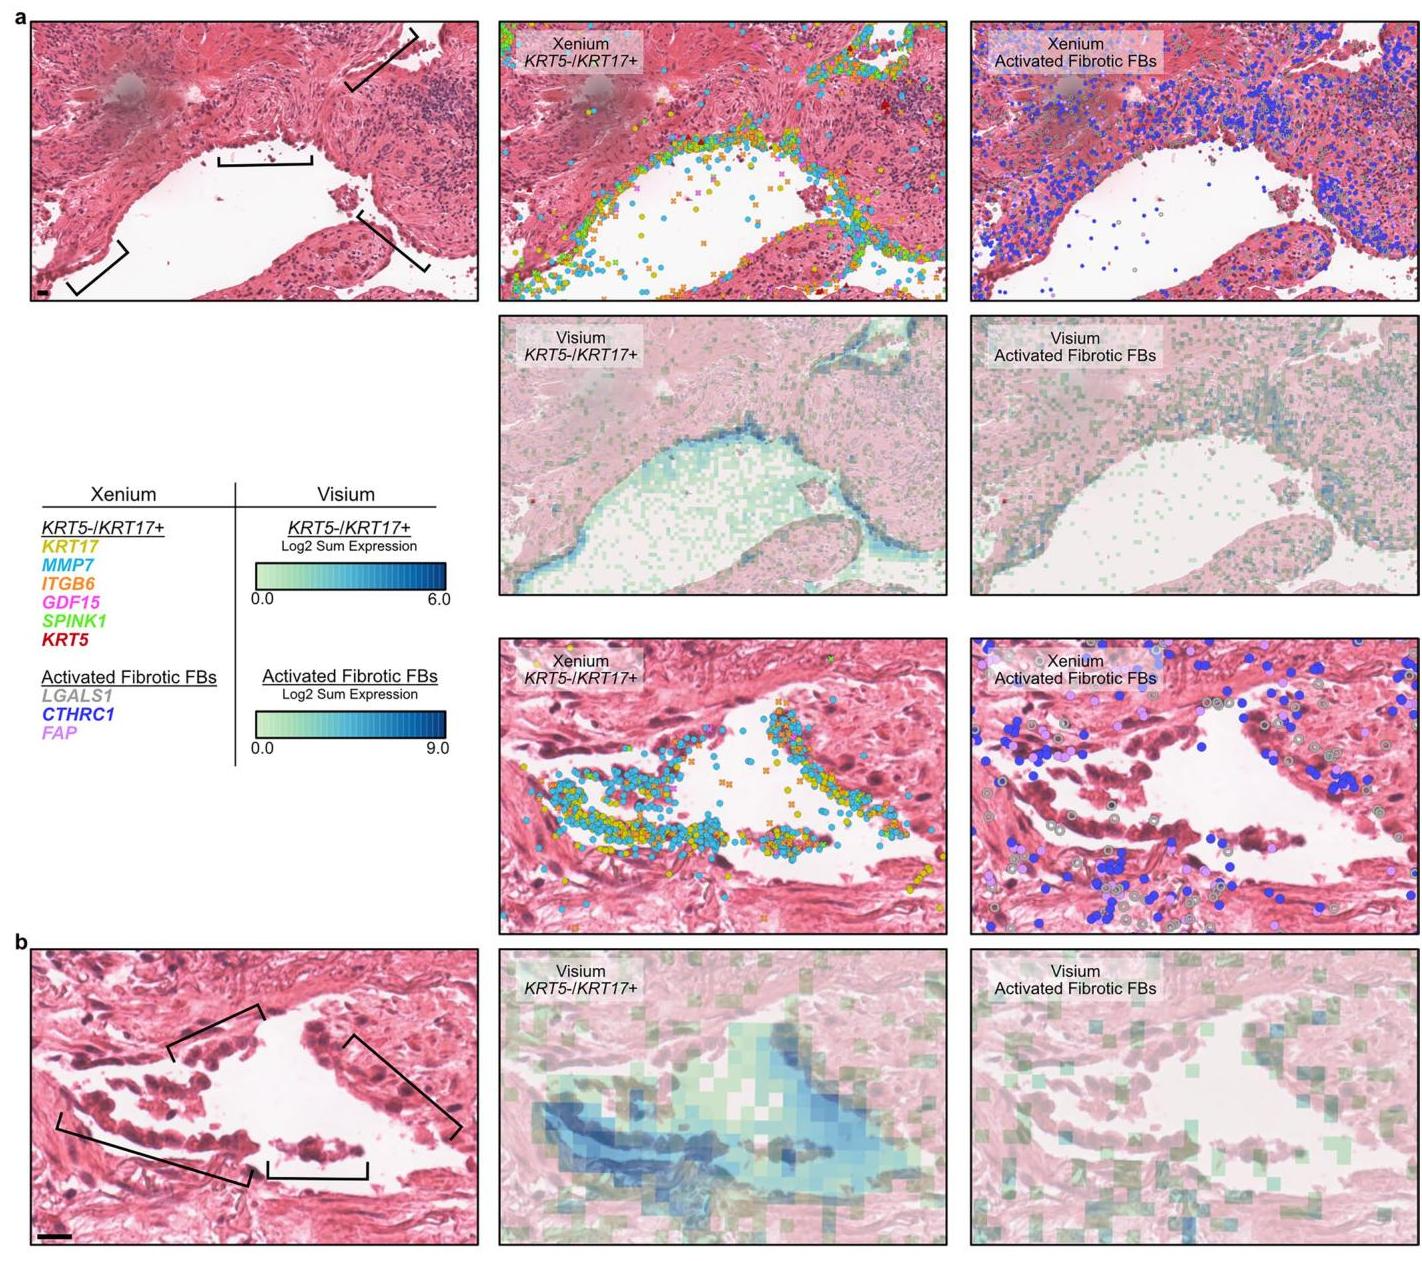 a
Xenium
KRT5-/KRT17+
Xenium
Activated Fibrotic FBs
Visium
KRT5-/KRT17+
Visium
Activated Fibrotic FBs
Xenium
Visium
KRT5-/KRT17+
KRT17
MMP7
ITGB6
GDF15
SPINK1
KRT5
Activated Fibrotic FBs
LGALS1
CTHRC1
FAP
KRT5-/KRT17+
Log2 Sum Expression
0.0 6.0
Activated Fibrotic FBs
Log2 Sum Expression
0.0 9.0
Xenium
KRT5-/KRT17+
Xenium
Activated Fibrotic FBs
b
Visium
KRT5-/KRT17+
Visium
Activated Fibrotic FBs